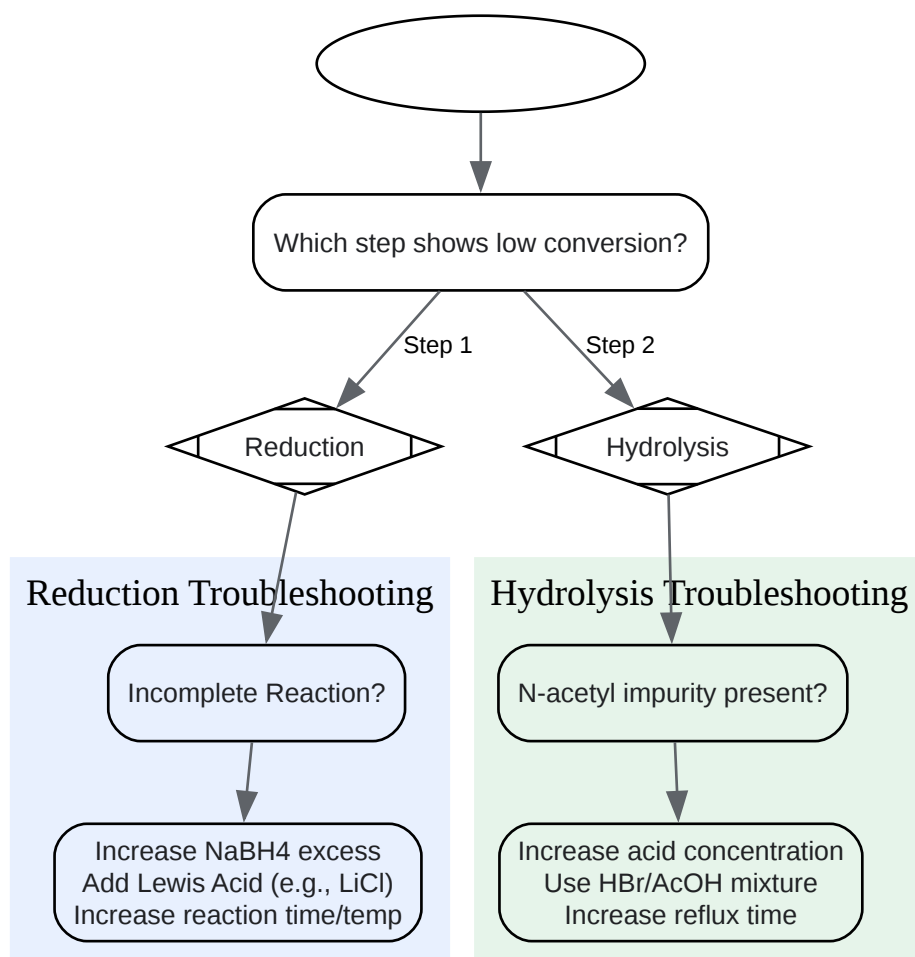 Which step shows low conversion?
Step 1
Step 2
Reduction
Hydrolysis
Reduction Troubleshooting
Hydrolysis Troubleshooting
Incomplete Reaction?
N-acetyl impurity present?
Increase NaBH4 excess
Add Lewis Acid (e.g., LiCl)
Increase reaction time/temp
Increase acid concentration
Use HBr/AcOH mixture
Increase reflux time